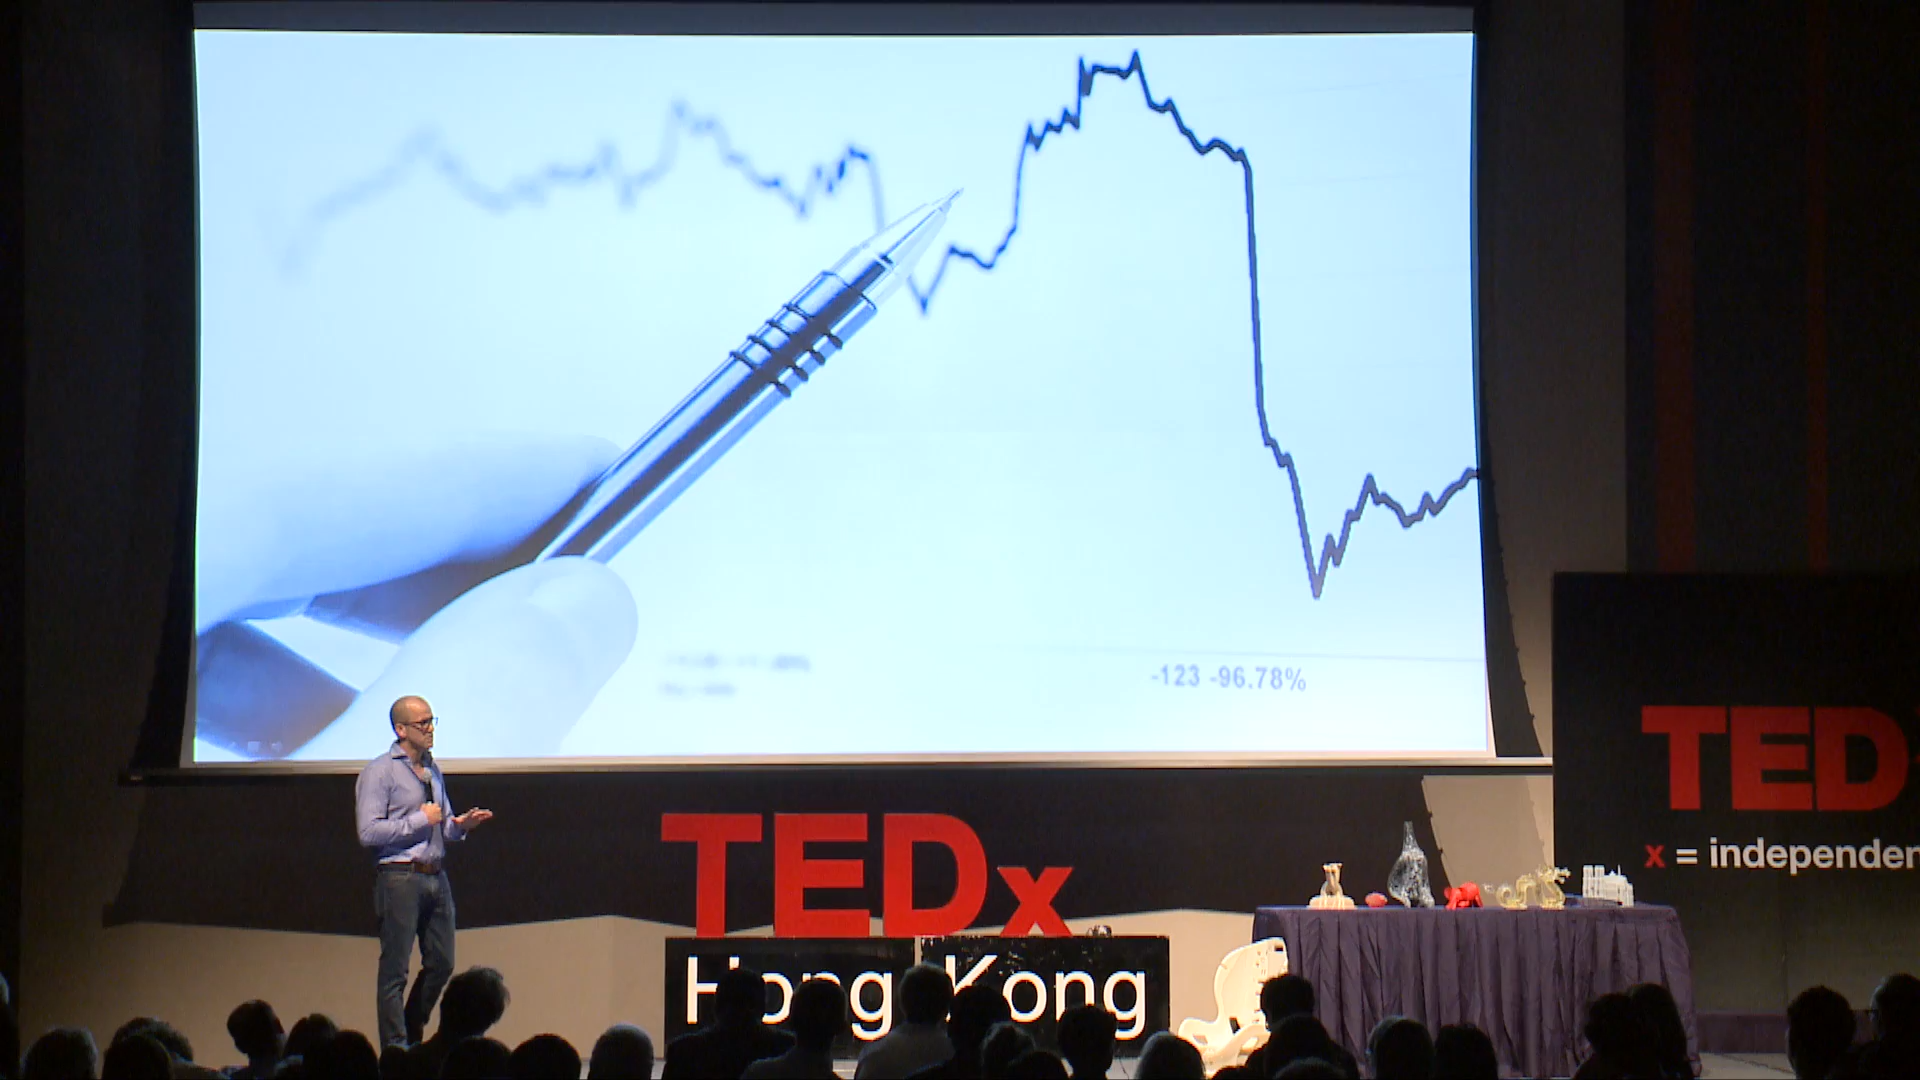 -123 -96.78%
TEDx
Hong Kong
TED
x = independen